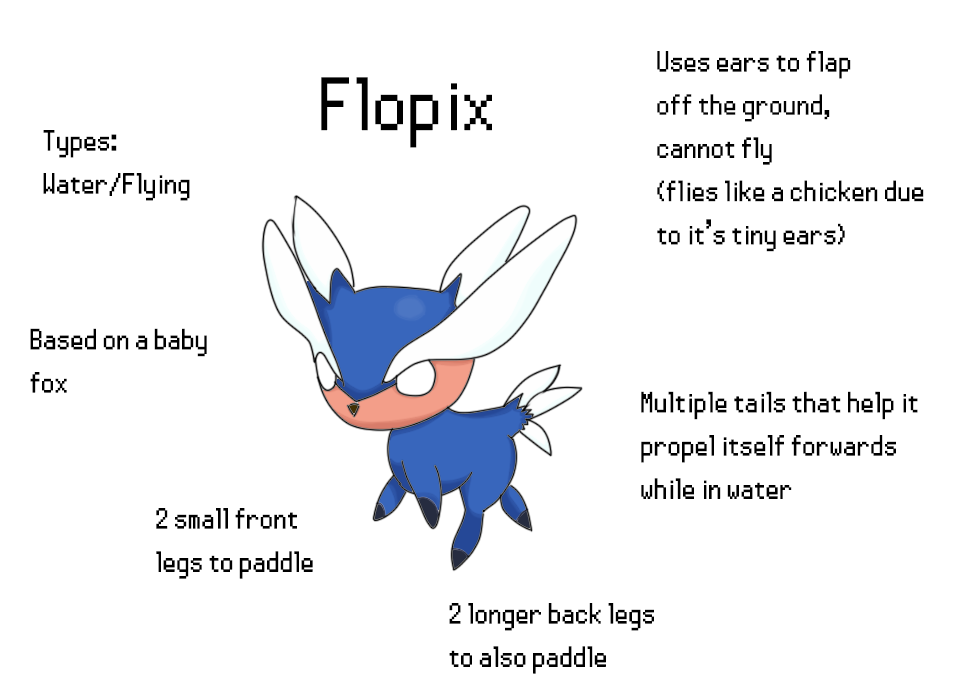 Flopix
Types:
Water/Flying
Uses ears to flap
off the ground,
cannot fly
(flies like a chicken due
to it's tiny ears)
Based on a baby
fox
Multiple tails that help it
propel itself forwards
while in water
2 small front
legs to paddle
2 longer back legs
to also paddle